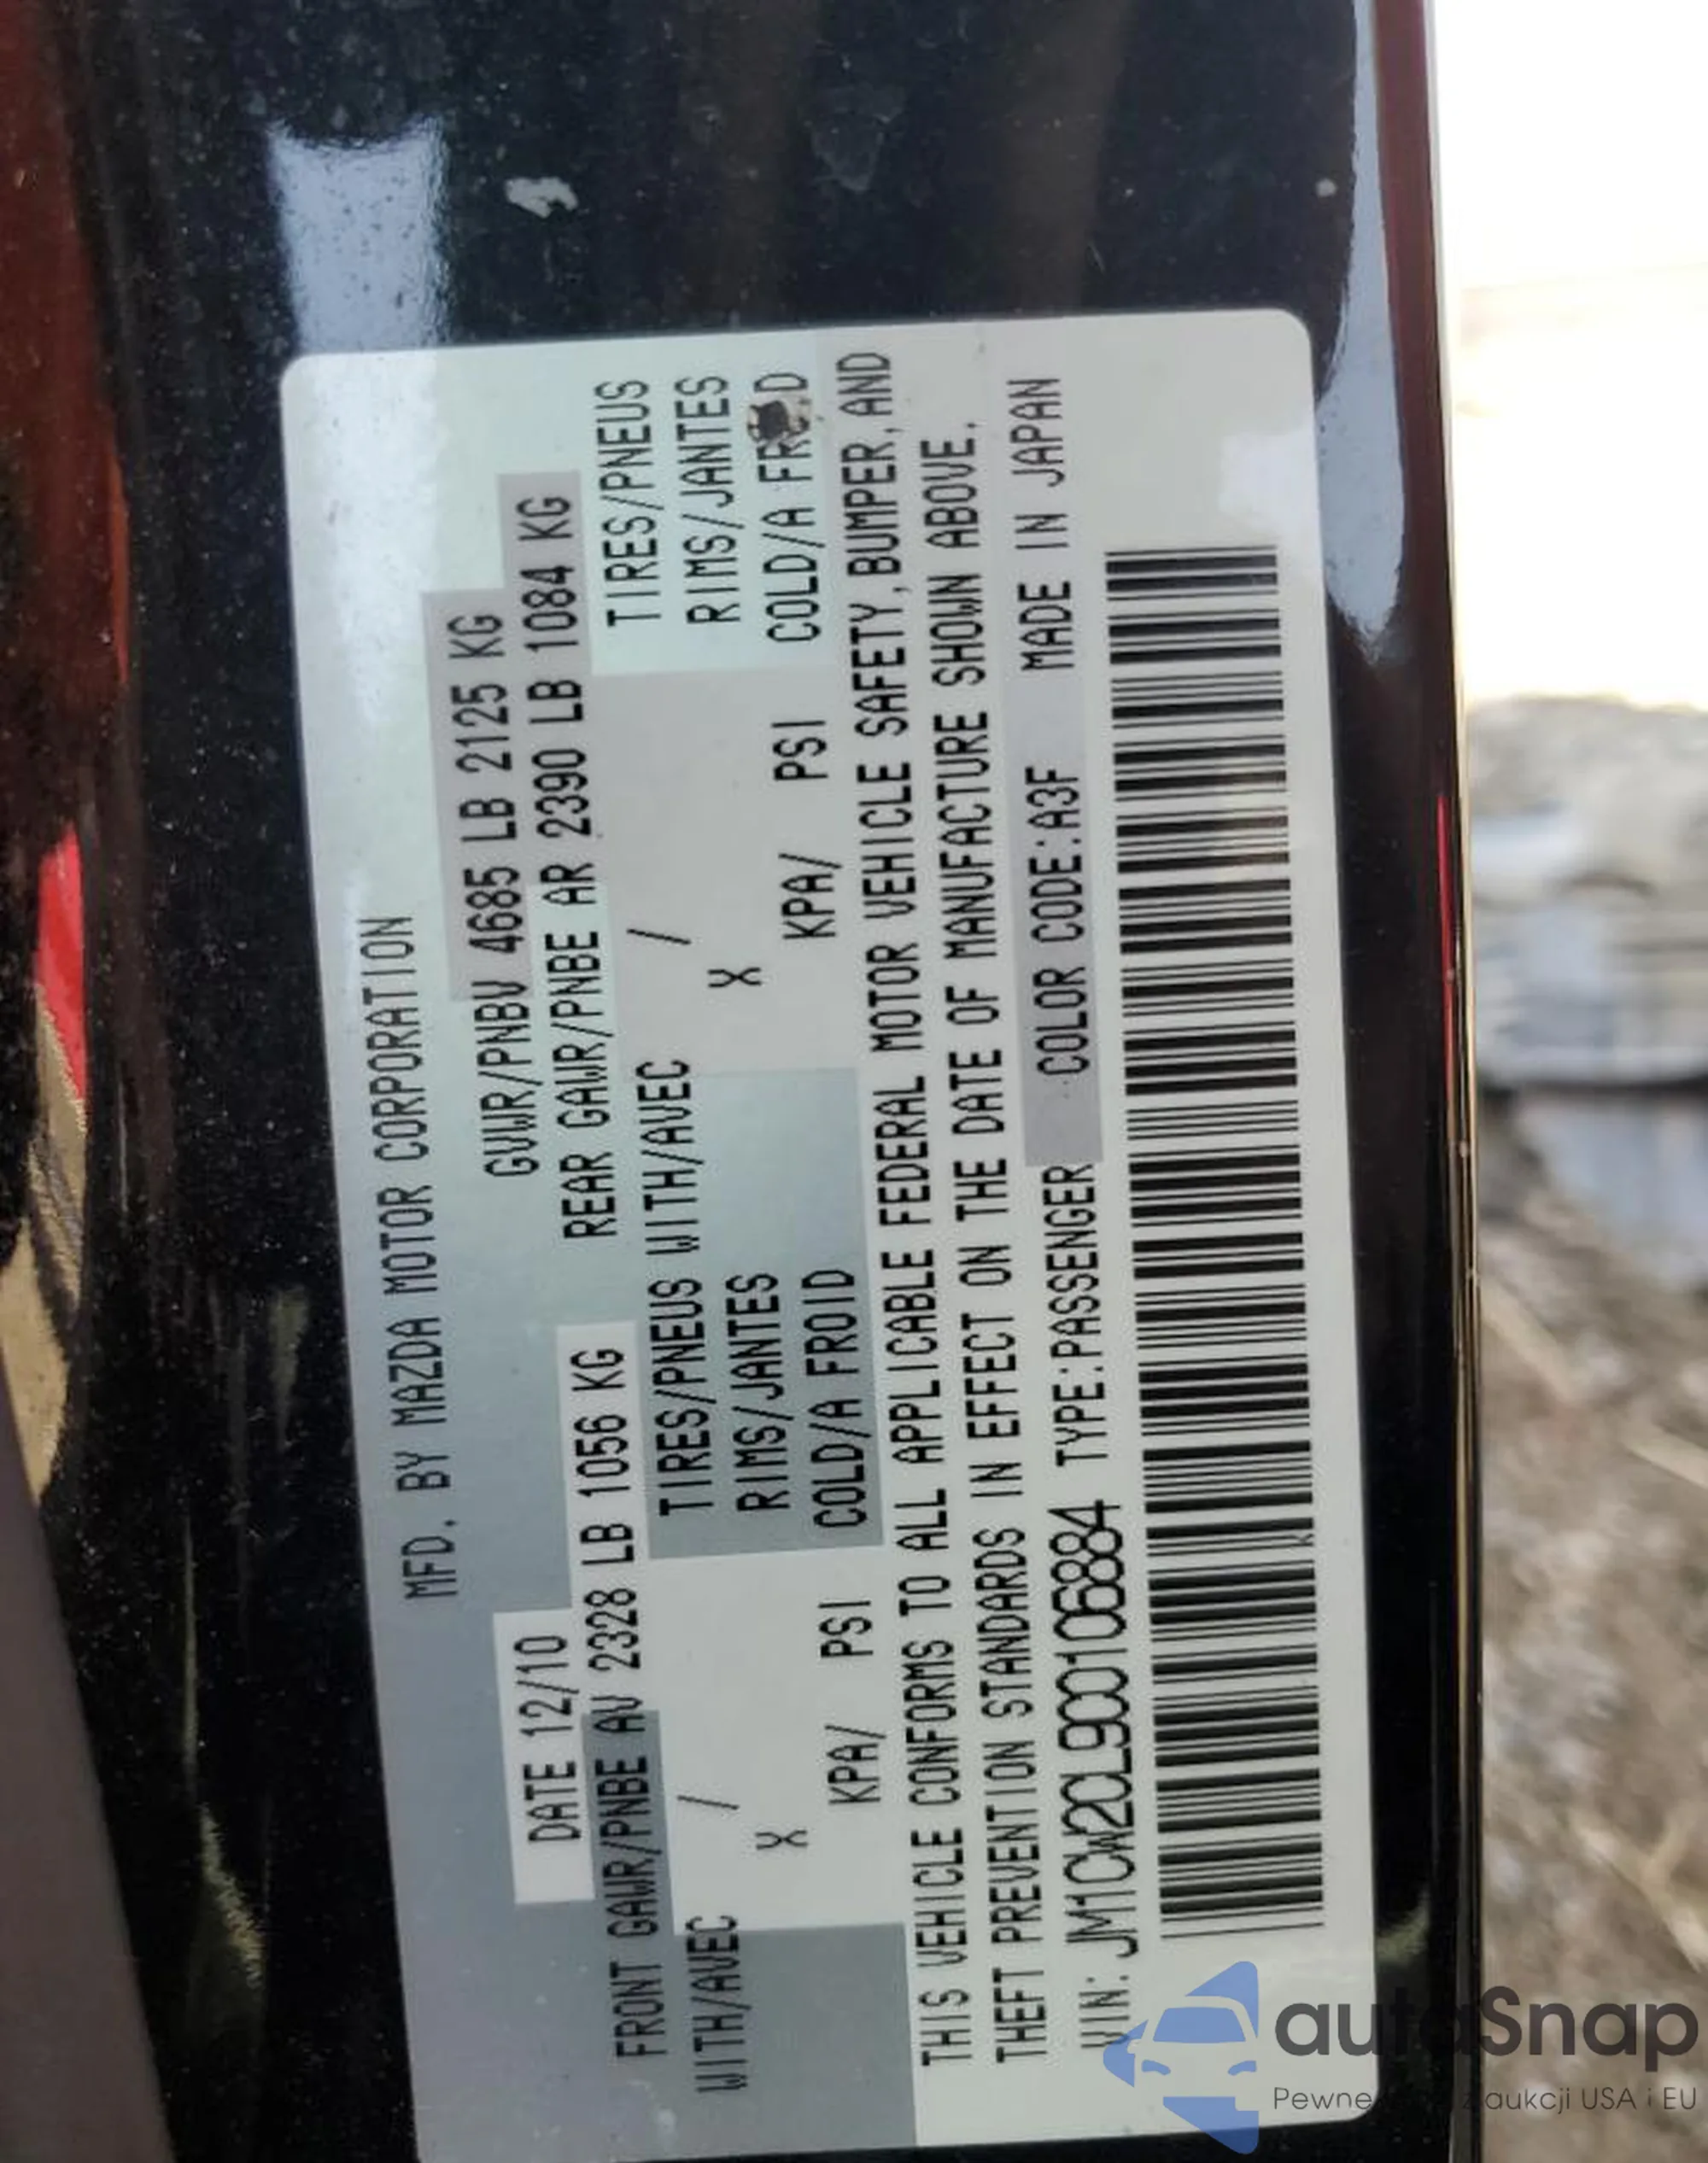 MFD. BY MAZDA MOTOR CORPORATION
DATE 12/10 GVWR/PNBV 4685 LB 2125 KG
FRONT GAWR/PNBE AV 2328 LB 1056 KG REAR GAWR/PNBE AR 2390 LB 1084 KG
WITH/AVEC / TIRES/PNEUS WITH/AVEC / TIRES/PNEUS
X RIMS/JANTES X RIMS/JANTES
KPA/ PSI COLD/A FROID KPA/ PSI COLD/A
THIS VEHICLE CONFORMS TO ALL APPLICABLE FEDERAL MOTOR VEHICLE SAFETY, BUMPER, AND
THEFT PREVENTION STANDARDS IN EFFECT ON THE DATE OF MANUFACTURE SHOWN ABOVE.
VIN: JM1CW2CL9C0106884 TYPE:PASSENGER COLOR CODE:A3F MADE IN JAPAN
autoSnap
z aukcji USA i EU